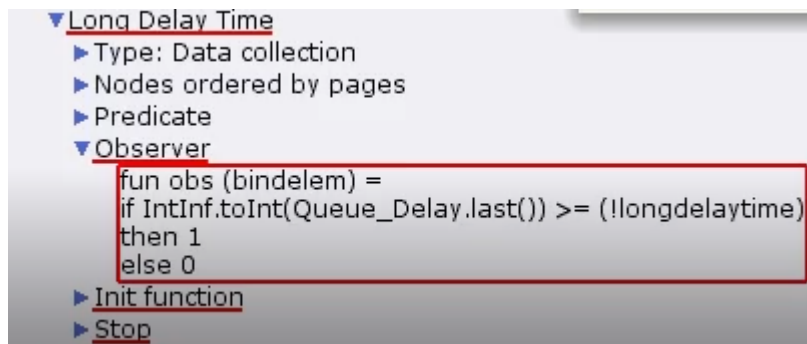 Long Delay Time
Type: Data collection
Nodes ordered by pages
Predicate
Observer
fun obs (bindelem) =
if IntInf.toInt(Queue_Delay.last()) >= (!longdelaytime)
then 1
else 0
Init function
Stop